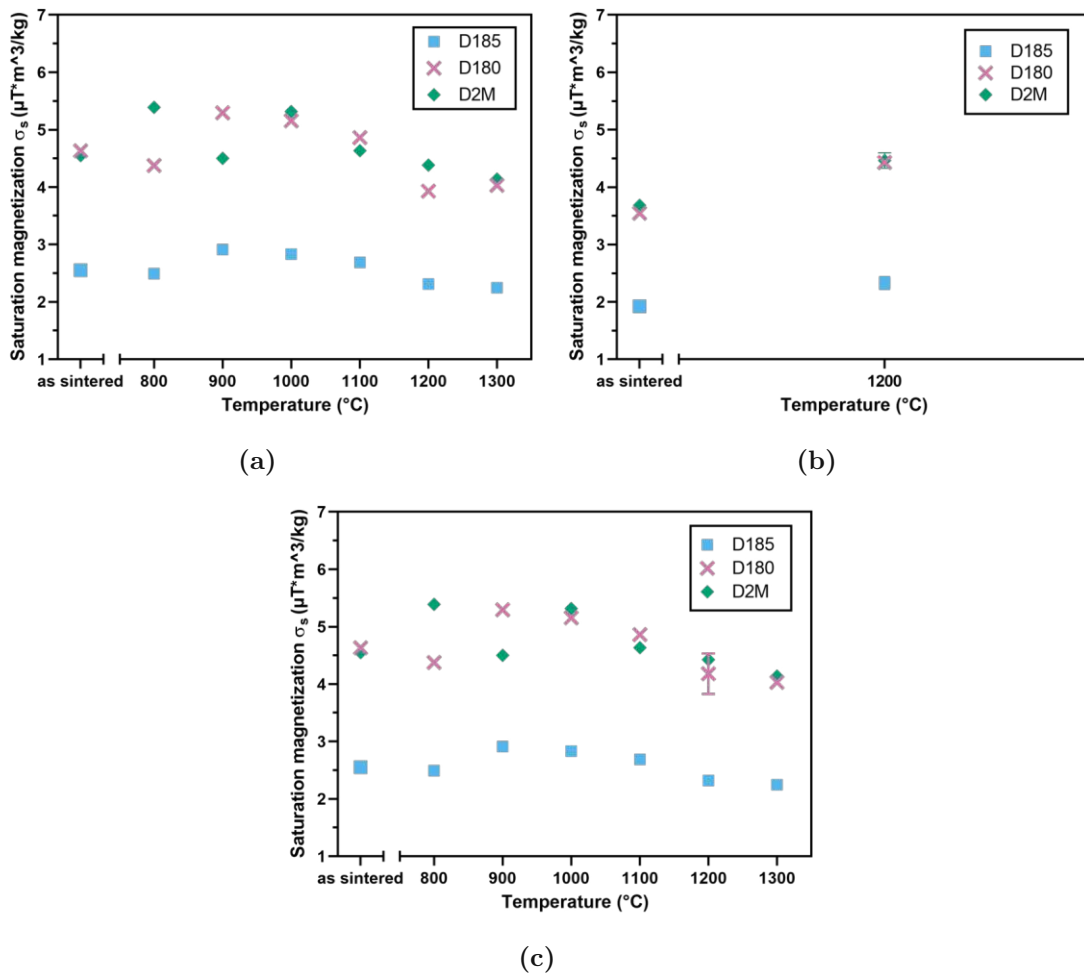 7
6
5
4
3
2
1
Saturation magnetization σs (µT*m^3/kg)
D185
D180
D2M
as sintered 800 900 1000 1100 1200 1300
Temperature (°C)
(a)
7
6
5
4
3
2
1
Saturation magnetization σs (µT*m^3/kg)
D185
D180
D2M
as sintered 1200
Temperature (°C)
(b)
7
6
5
4
3
2
1
Saturation magnetization σs (µT*m^3/kg)
D185
D180
D2M
as sintered 800 900 1000 1100 1200 1300
Temperature (°C)
(c)